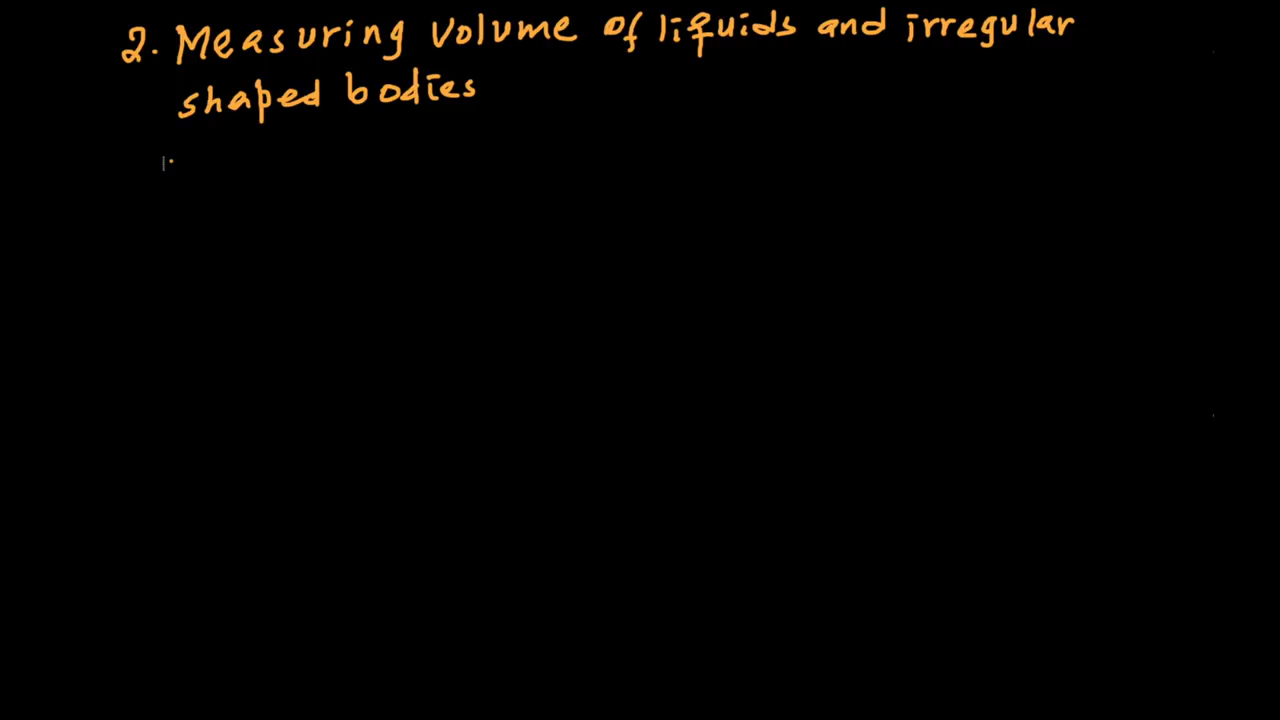 2. Measuring volume of liquids and irregular
shaped bodies